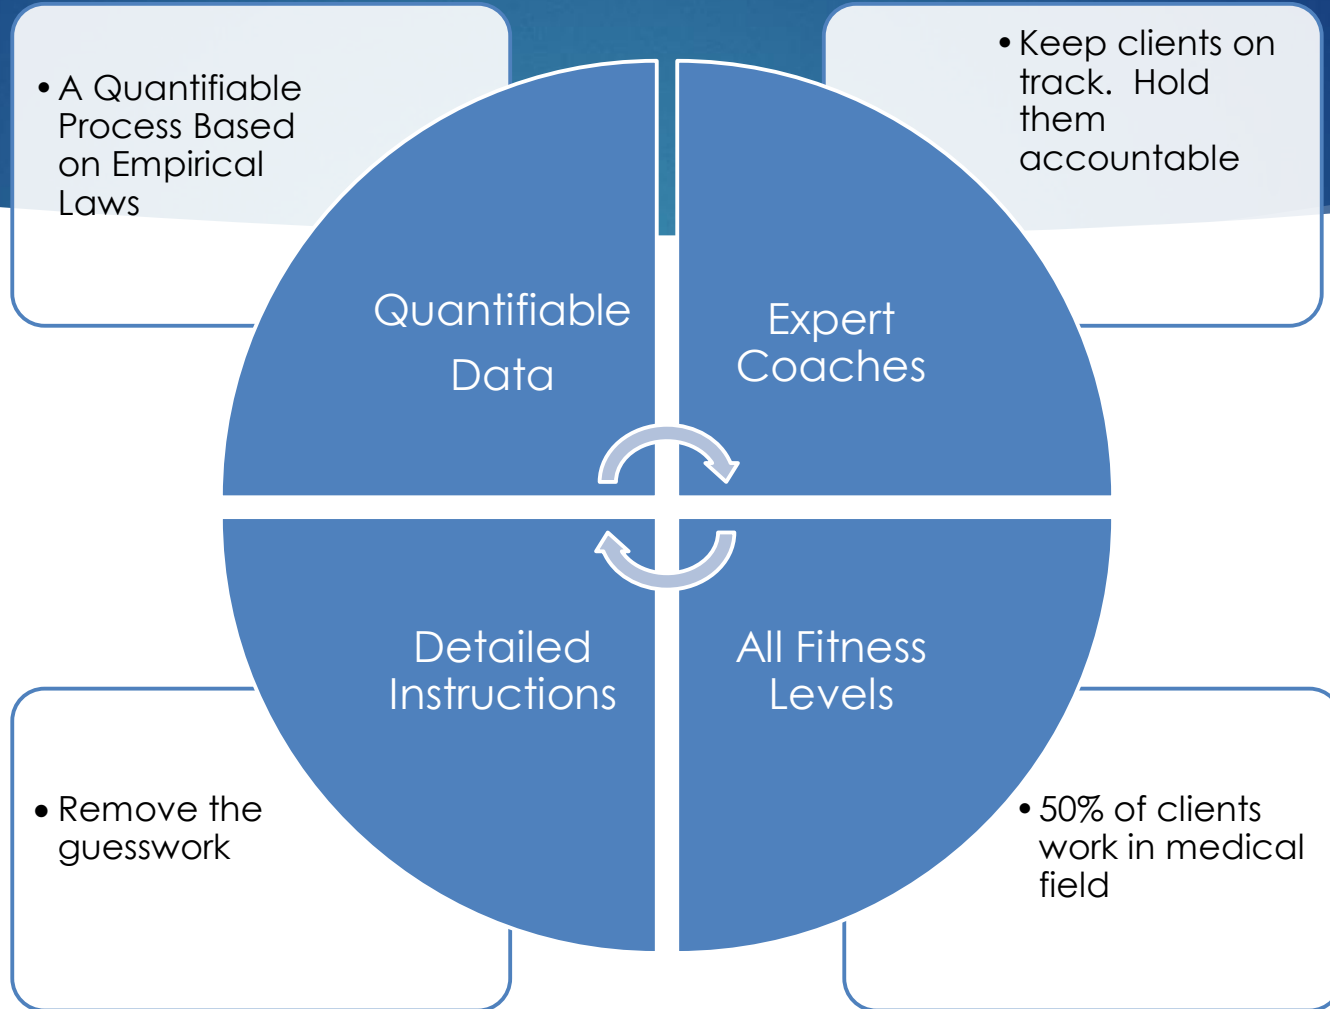 • A Quantifiable
Process Based
on Empirical
Laws
• Keep clients on
track.  Hold
them
accountable
Quantifiable
Data
Expert
Coaches
Detailed
Instructions
All Fitness
Levels
• Remove the
guesswork
• 50% of clients
work in medical
field